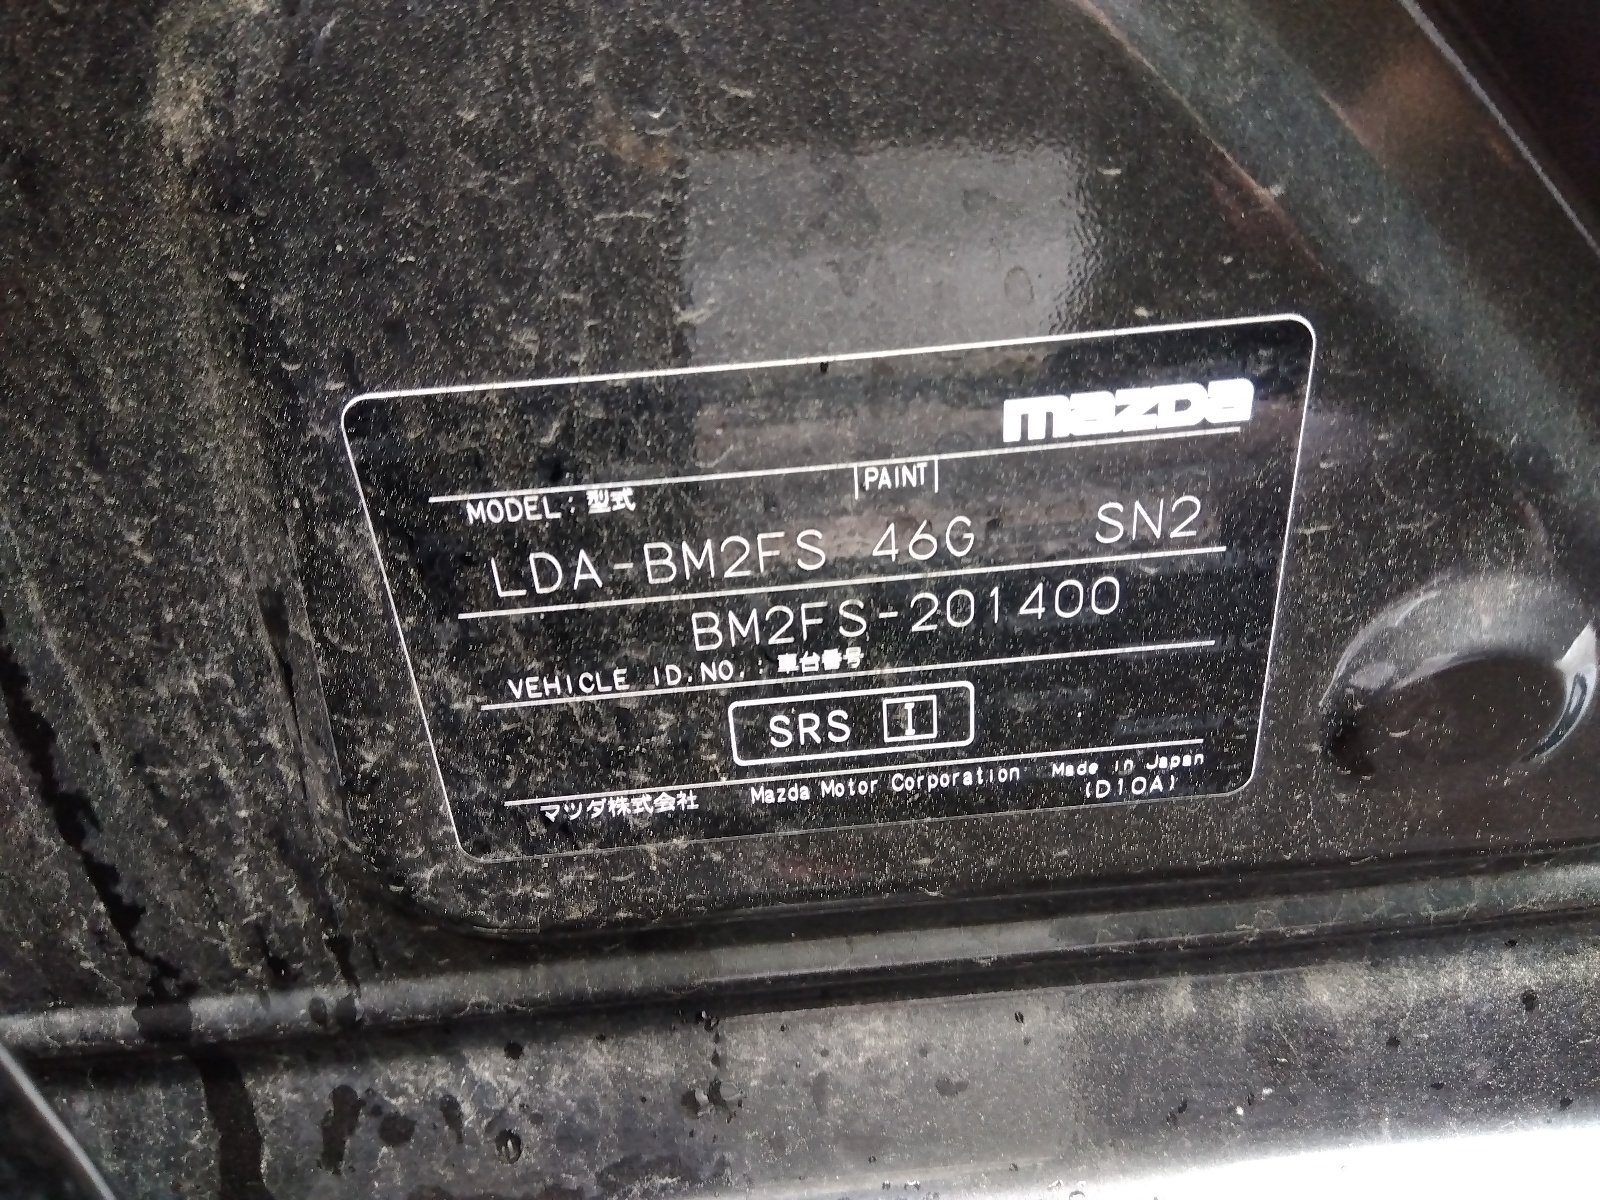 mazda
MODEL: 型式 PAINT
LDA-BM2FS 46G SN2
BM2FS-201400
VEHICLE ID.NO.: 車台番号
SRS I
マツダ株式会社 Mazda Motor Corporation Made in Japan
(D10A)